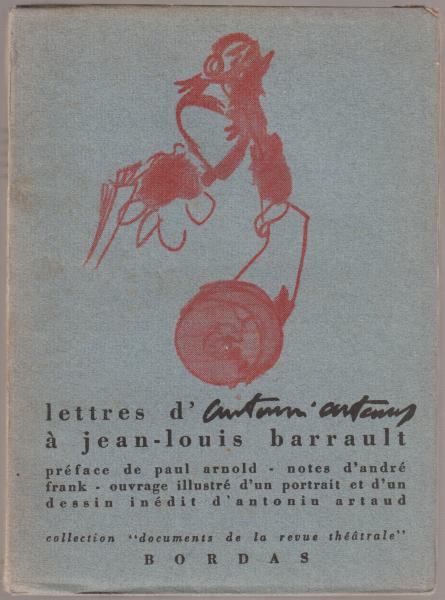 lettres d' antonin artaud
à jean-louis barrault
préface de paul arnold - notes d'andré
frank - ouvrage illustré d'un portrait et d'un
dessin inédit d'antonin artaud
collection "documents de la revue théâtrale"
BORDAS